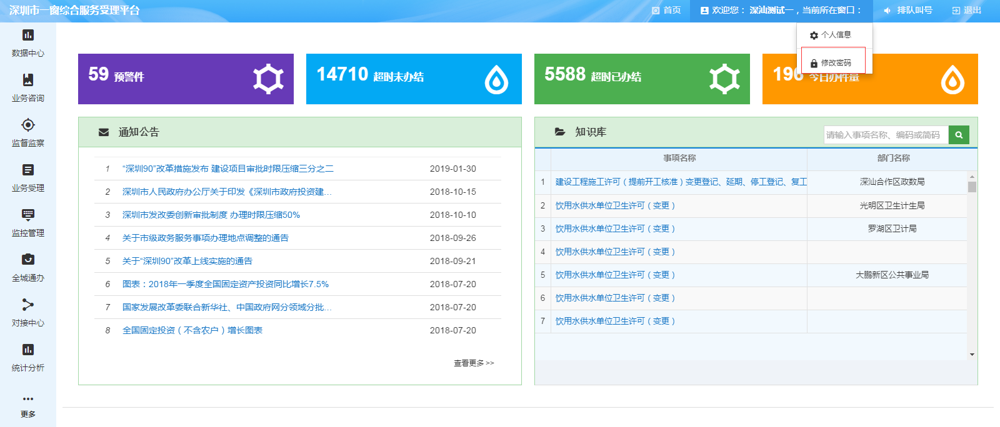 深圳市一窗综合服务受理平台
首页
欢迎您： 深汕测试一，当前所在窗口：
排队叫号
退出
个人信息
修改密码
数据中心
业务咨询
监督监察
业务受理
监控管理
全城通办
对接中心
统计分析
更多
59 预警件
14710 超时未办结
5588 超时已办结
196 今日办件量
通知公告
1 “深圳90”改革措施发布 建设项目审批时限压缩三分之二 2019-01-30
2 深圳市人民政府办公厅关于印发《深圳市政府投资建... 2018-10-15
3 深圳市发改委创新审批制度 办理时限压缩50% 2018-10-10
4 关于市级政务服务事项办理地点调整的通告 2018-09-26
5 关于“深圳90”改革上线实施的通告 2018-09-21
6 图表：2018年一季度全国固定资产投资同比增长7.5% 2018-07-20
7 国家发展改革委联合新华社、中国政府网分领域分批... 2018-07-20
8 全国固定投资（不含农户）增长图表 2018-07-20
查看更多 >>
知识库
请输入事项名称、编码或简码
事项名称 部门名称
1 建设工程施工许可（提前开工核准）变更登记、延期、停工登记、复工 深汕合作区政数局
2 饮用水供水单位卫生许可（变更） 光明区卫生计生局
3 饮用水供水单位卫生许可（变更） 罗湖区卫计局
4 饮用水供水单位卫生许可（变更）
5 饮用水供水单位卫生许可（变更） 大鹏新区公共事业局
6 饮用水供水单位卫生许可（变更）
7 饮用水供水单位卫生许可（变更）